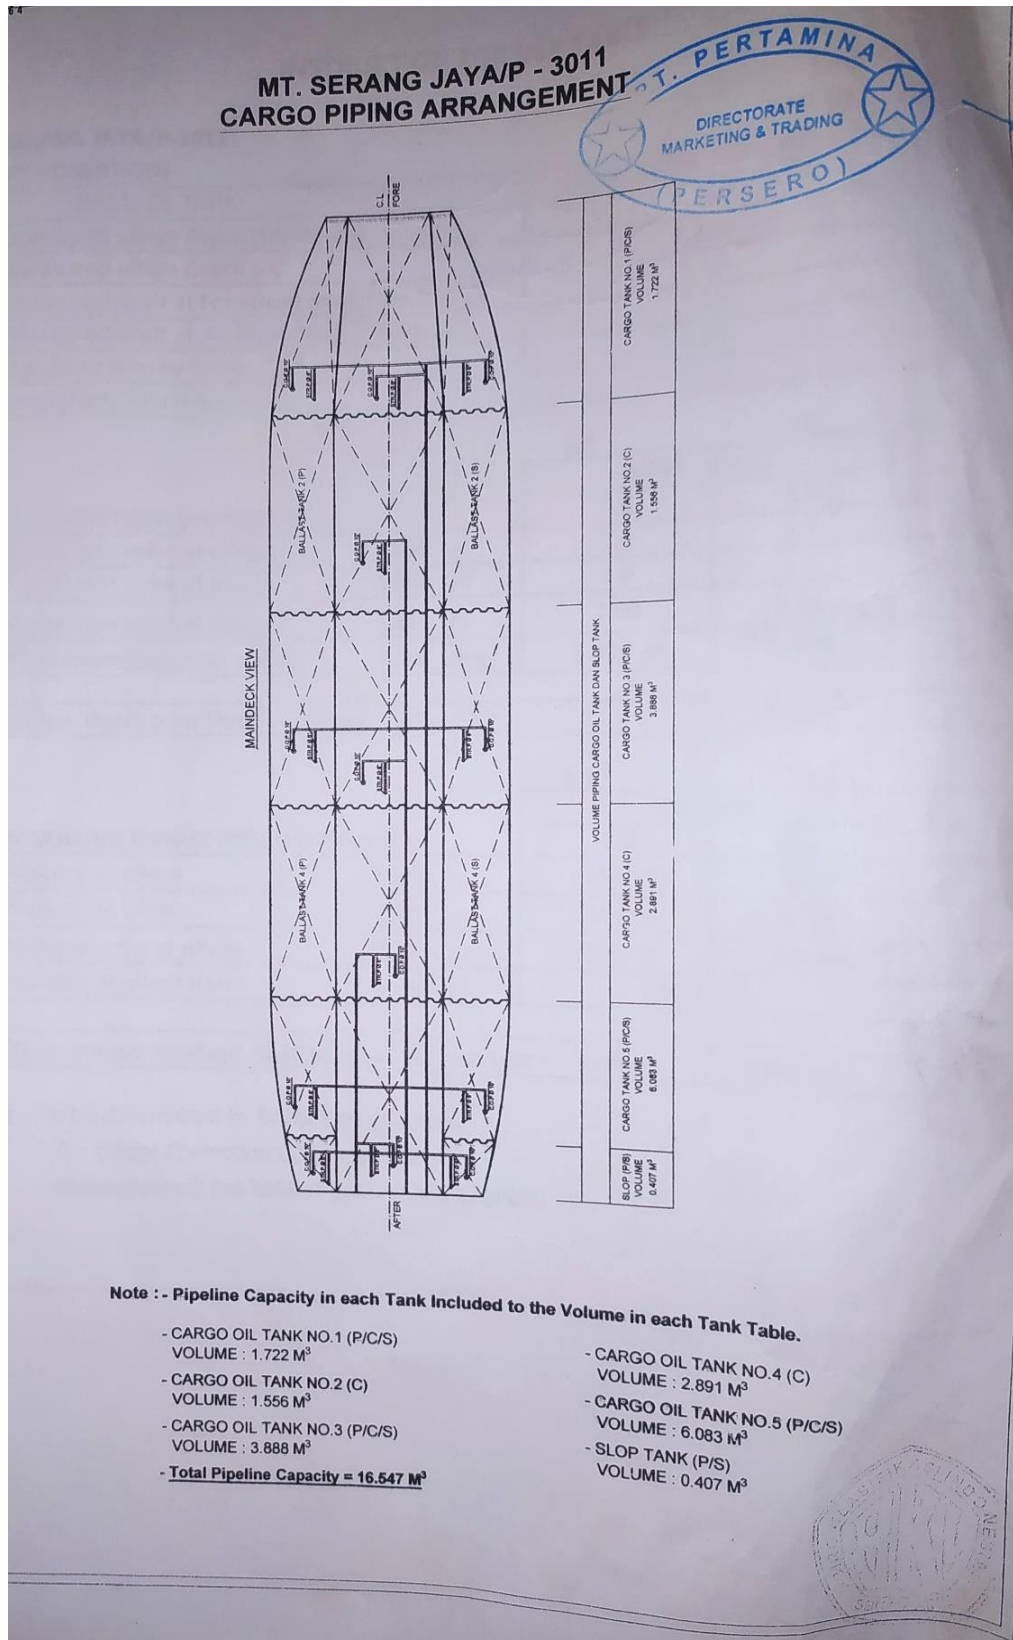 64
MT. SERANG JAYA/P - 3011
CARGO PIPING ARRANGEMENT
PT. PERTAMINA
DIRECTORATE
MARKETING & TRADING
(PERSERO)
MAINDECK VIEW
C.L
FORE
BALLAST TANK 2 (P)
BALLAST TANK 2 (S)
BALLAST TANK 4 (P)
BALLAST TANK 4 (S)
AFTER
VOLUME PIPING CARGO OIL TANK DAN SLOP TANK
CARGO TANK NO.1 (P/C/S)
VOLUME
1.722 M³
CARGO TANK NO.2 (C)
VOLUME
1.556 M³
CARGO TANK NO.3 (P/C/S)
VOLUME
3.888 M³
CARGO TANK NO.4 (C)
VOLUME
2.891 M³
CARGO TANK NO.5 (P/C/S)
VOLUME
6.083 M³
SLOP (P/S)
VOLUME
0.407 M³
Note : - Pipeline Capacity in each Tank Included to the Volume in each Tank Table.
- CARGO OIL TANK NO.1 (P/C/S)
VOLUME : 1.722 M³
- CARGO OIL TANK NO.2 (C)
VOLUME : 1.556 M³
- CARGO OIL TANK NO.3 (P/C/S)
VOLUME : 3.888 M³
- Total Pipeline Capacity = 16.547 M³
- CARGO OIL TANK NO.4 (C)
VOLUME : 2.891 M³
- CARGO OIL TANK NO.5 (P/C/S)
VOLUME : 6.083 M³
- SLOP TANK (P/S)
VOLUME : 0.407 M³